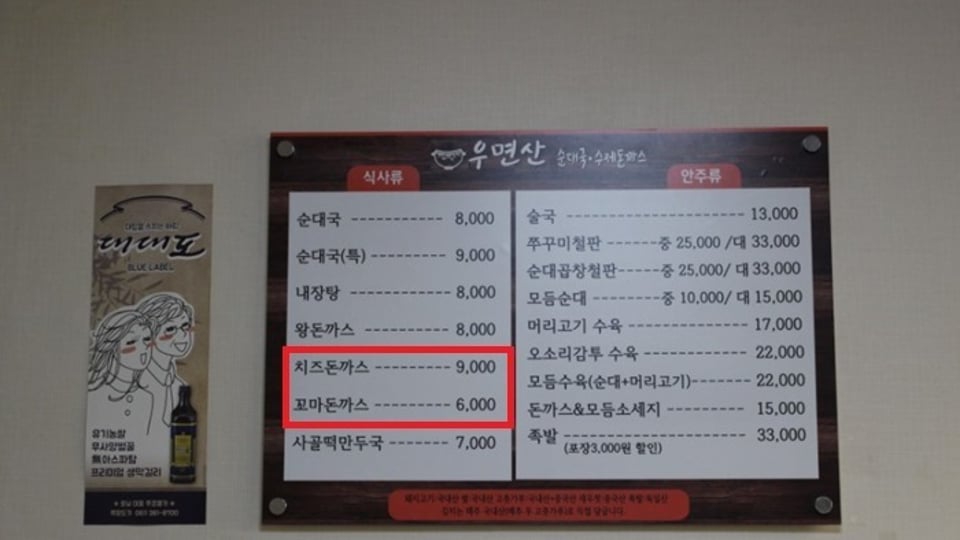 우면산 순대국·수제돈까스
식사류
순대국 ----------- 8,000
순대국(특) --------- 9,000
내장탕 ----------- 8,000
왕돈까스 --------- 8,000
치즈돈까스 --------- 9,000
꼬마돈까스 --------- 6,000
사골떡만두국 ------- 7,000
안주류
술국 --------------------- 13,000
쭈꾸미철판 ------중 25,000 /대 33,000
순대곱창철판-----중 25,000/ 대 33,000
모듬순대 --------중 10,000/ 대 15,000
머리고기 수육 --------------- 17,000
오소리감투 수육 ------------- 22,000
모듬수육(순대+머리고기)------- 22,000
돈까스&모듬소세지 ----------- 15,000
족발 ---------------------- 33,000
(포장3,000원 할인)
대대포
BLUE LABEL
유기농쌀
무사양벌꿀
無아스파탐
프리미엄 생막걸리